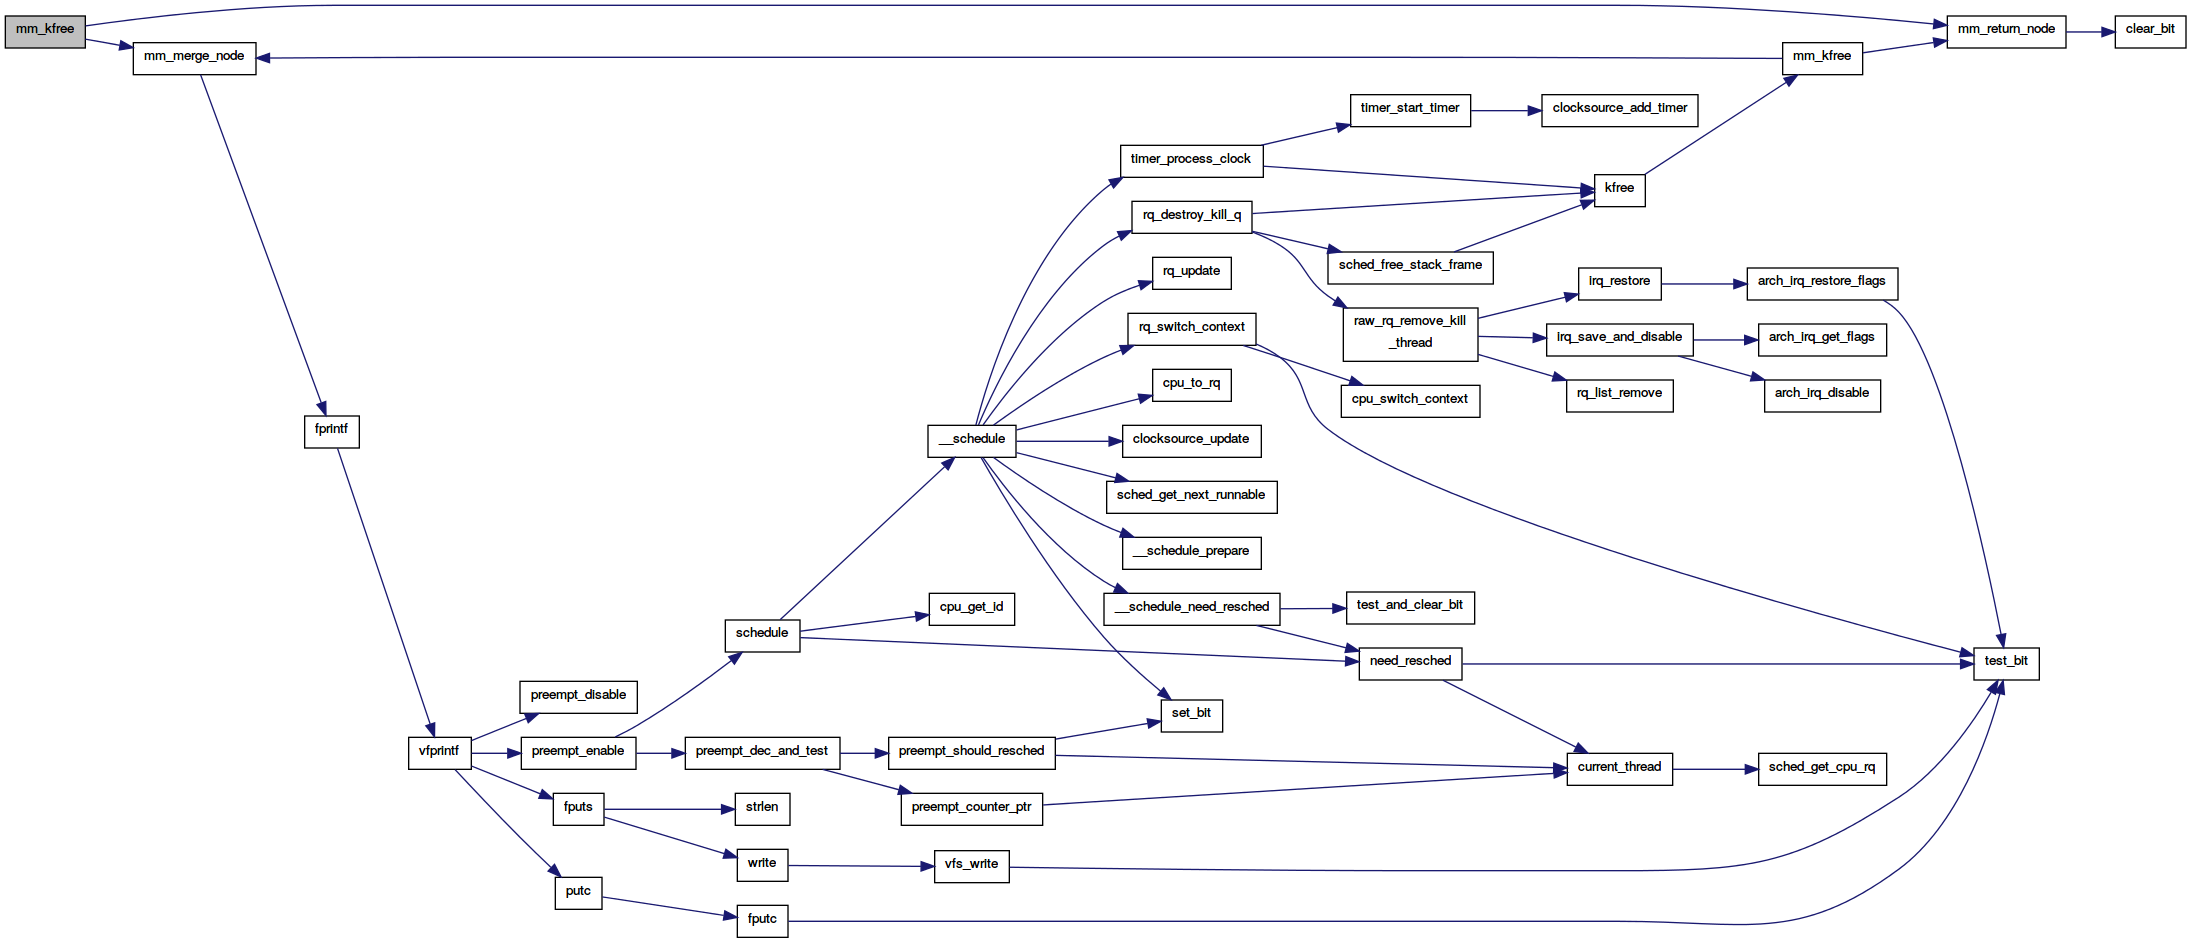 mm_kfree
mm_merge_node
mm_return_node
clear_bit
mm_kfree
timer_start_timer
clocksource_add_timer
timer_process_clock
kfree
rq_destroy_kill_q
sched_free_stack_frame
rq_update
irq_restore
arch_irq_restore_flags
rq_switch_context
raw_rq_remove_kill
_thread
irq_save_and_disable
arch_irq_get_flags
cpu_to_rq
cpu_switch_context
rq_list_remove
arch_irq_disable
fprintf
__schedule
clocksource_update
sched_get_next_runnable
__schedule_prepare
cpu_get_id
__schedule_need_resched
test_and_clear_bit
schedule
need_resched
test_bit
preempt_disable
set_bit
vfprintf
preempt_enable
preempt_dec_and_test
preempt_should_resched
current_thread
sched_get_cpu_rq
fputs
strlen
preempt_counter_ptr
write
vfs_write
putc
fputc